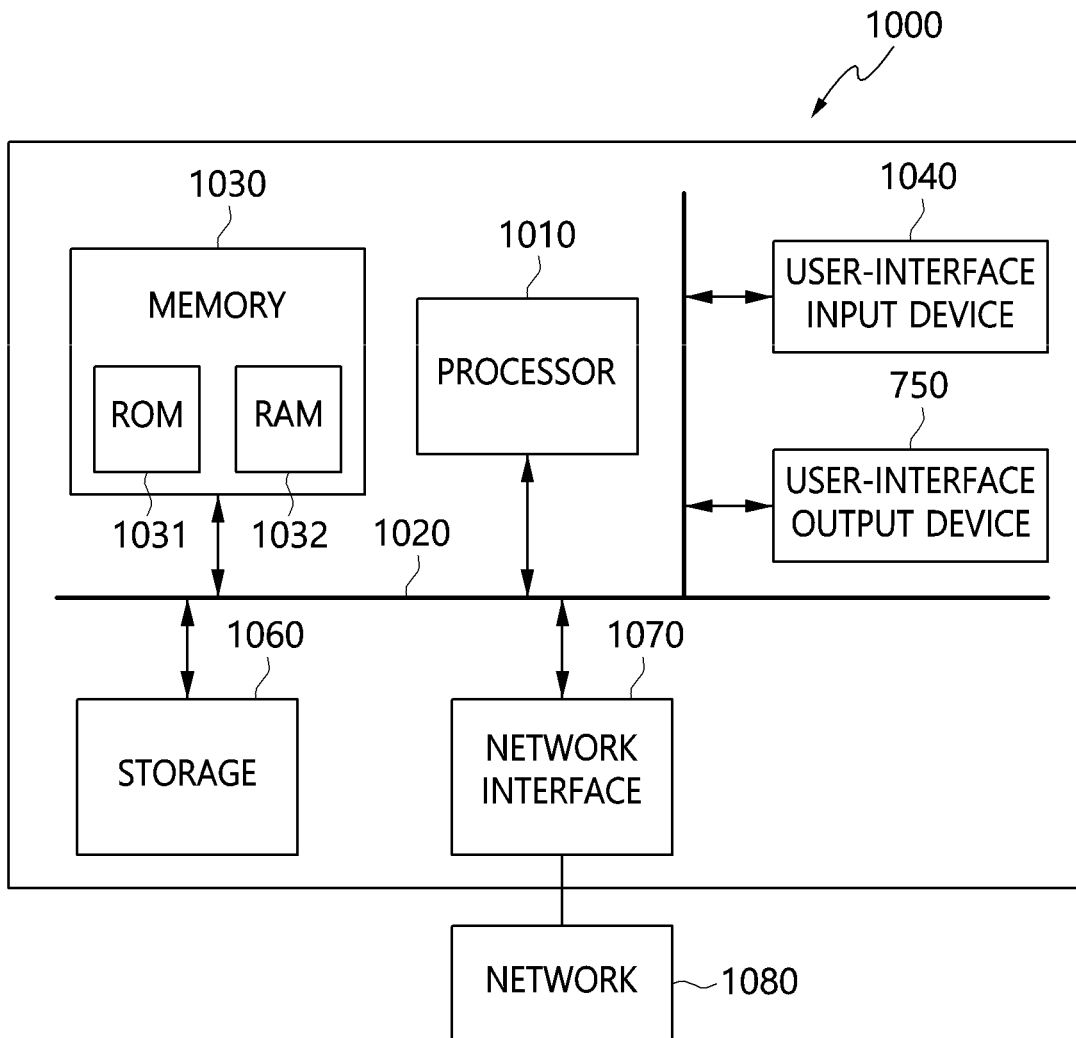 1000
1030
1010
1040
MEMORY
PROCESSOR
USER-INTERFACE
INPUT DEVICE
ROM
RAM
750
USER-INTERFACE
OUTPUT DEVICE
1031
1032
1020
1060
1070
STORAGE
NETWORK
INTERFACE
NETWORK
1080